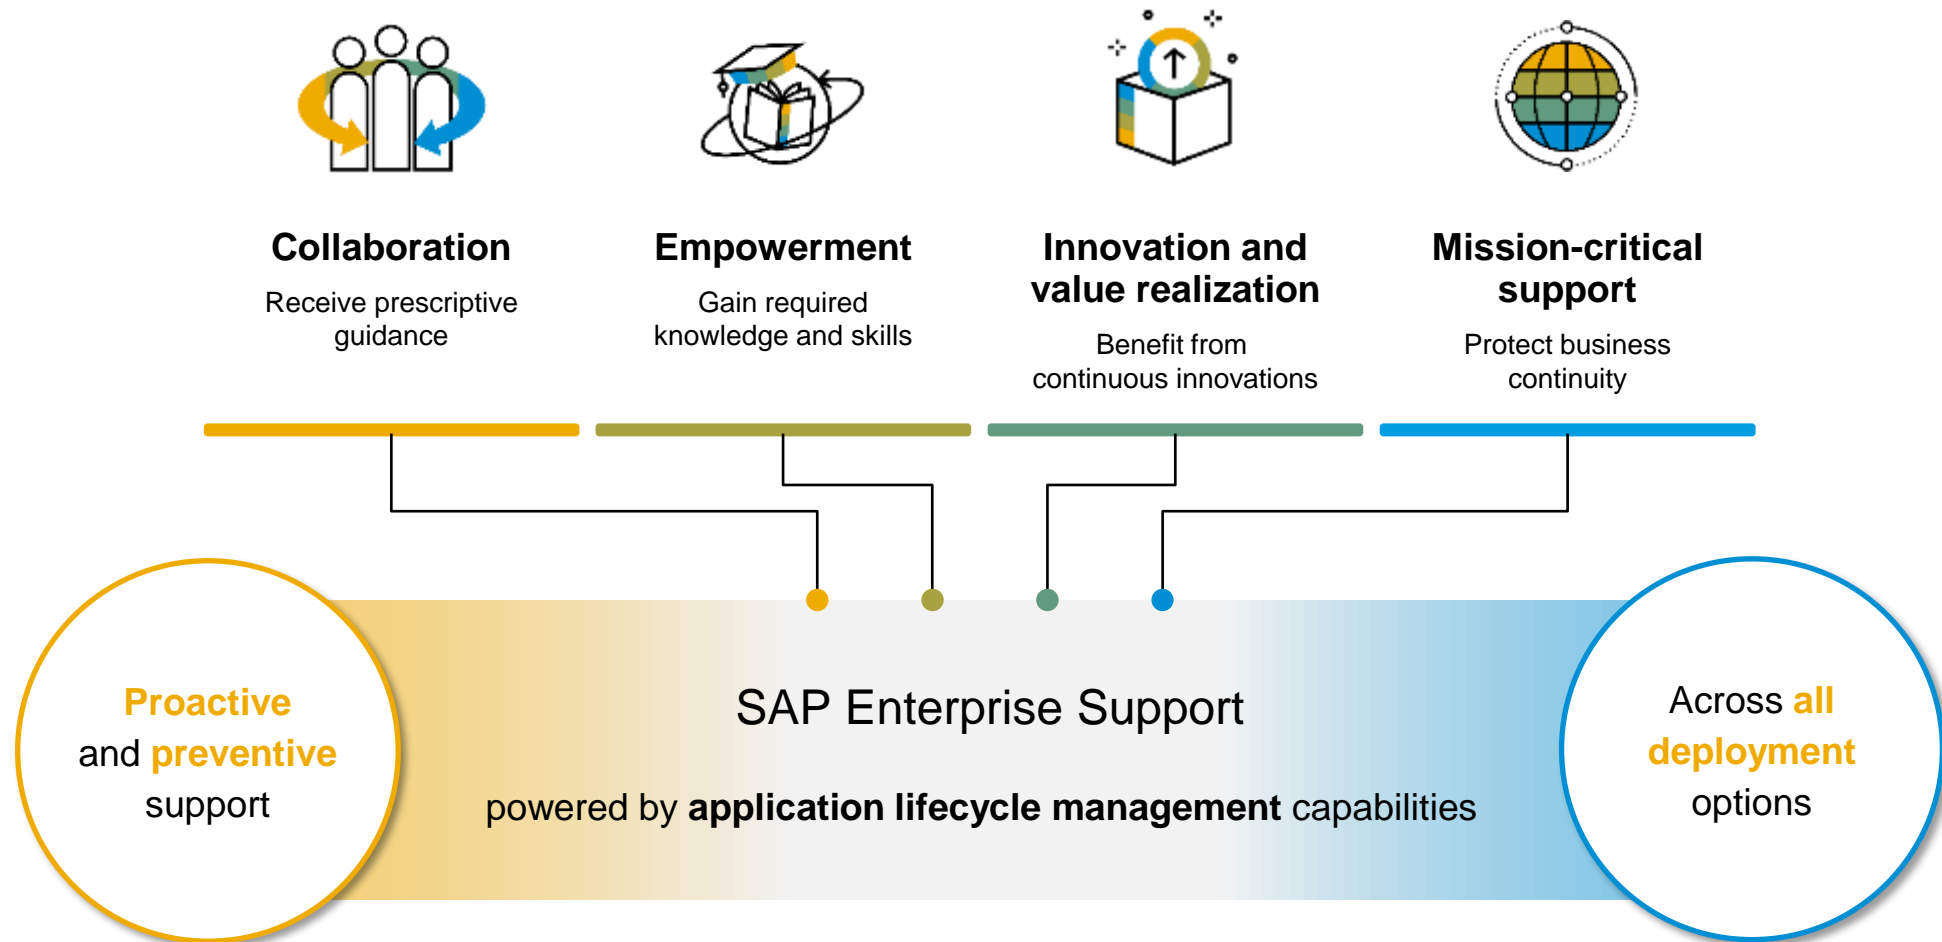 Collaboration
Receive prescriptive
guidance
Empowerment
Gain required
knowledge and skills
Innovation and
value realization
Benefit from
continuous innovations
Mission-critical
support
Protect business
continuity
Proactive
and preventive
support
SAP Enterprise Support
powered by application lifecycle management capabilities
Across all
deployment
options